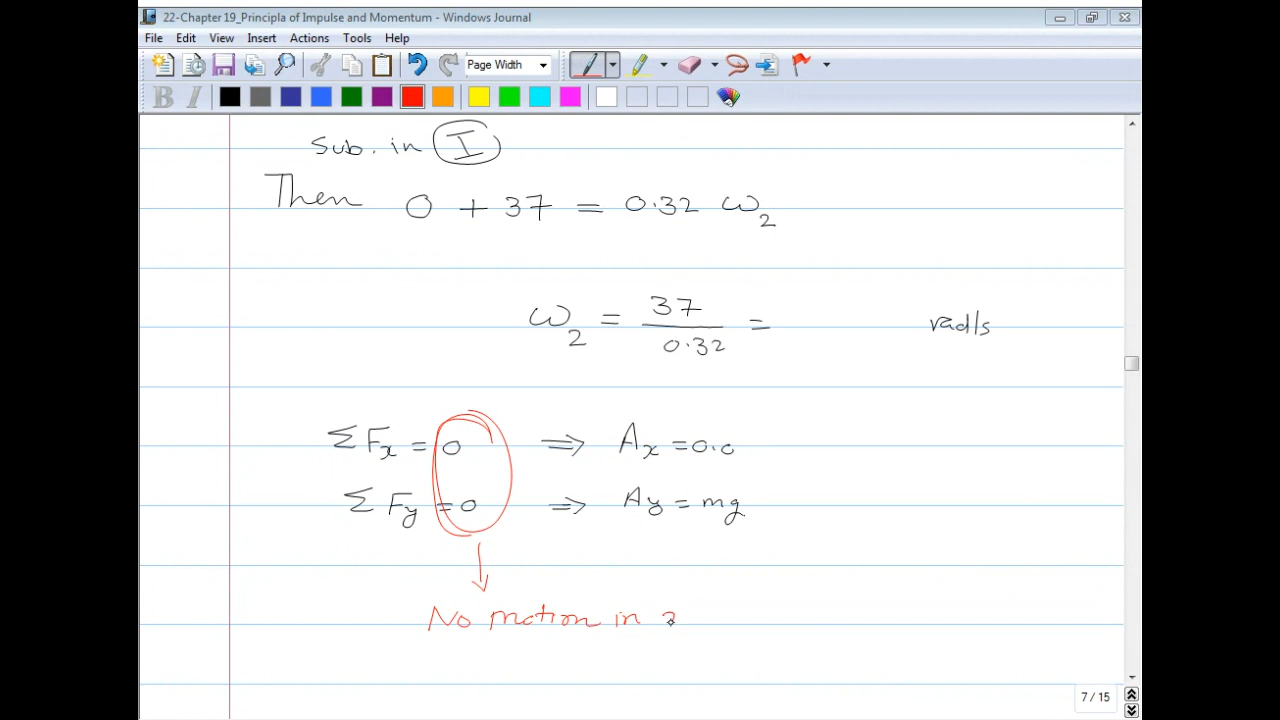 22-Chapter 19_Principla of Impulse and Momentum - Windows Journal
File Edit View Insert Actions Tools Help
Page Width
B I
Sub. in I
Then 0 + 37 = 0.32 ω₂
ω₂ = 37/0.32 = rad/s
Σ Fx = 0 ⇒ Ax = 0.0
Σ Fy = 0 ⇒ Ay = mg
No motion in
7 / 15